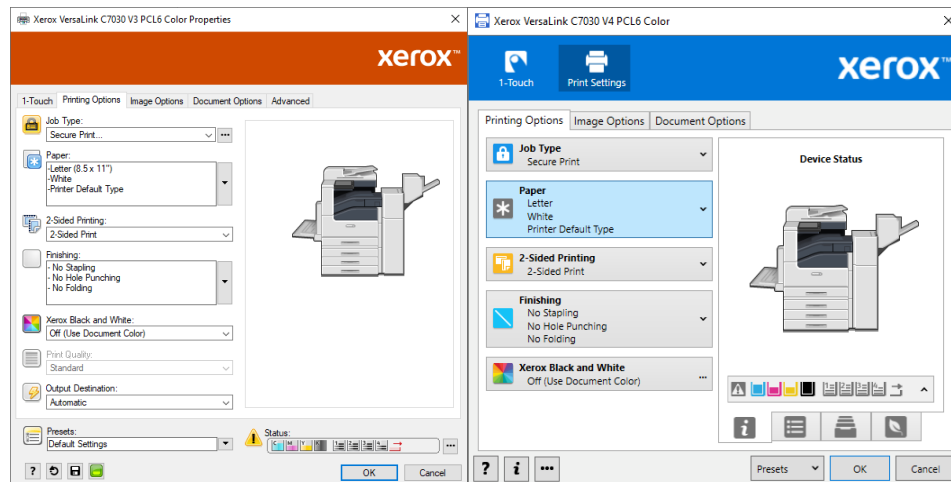 Xerox VersaLink C7030 V3 PCL6 Color Properties
xerox™
1-Touch Printing Options Image Options Document Options Advanced
Job Type:
Secure Print...
Paper:
-Letter (8.5 x 11")
-White
-Printer Default Type
2-Sided Printing:
2-Sided Print
Finishing:
- No Stapling
- No Hole Punching
- No Folding
Xerox Black and White:
Off (Use Document Color)
Print Quality:
Standard
Output Destination:
Automatic
Presets:
Default Settings
Status:
C M Y K 1 2 3 4
OK Cancel
Xerox VersaLink C7030 V4 PCL6 Color
1-Touch Print Settings
xerox™
Printing Options Image Options Document Options
Job Type
Secure Print
Paper
Letter
White
Printer Default Type
2-Sided Printing
2-Sided Print
Finishing
No Stapling
No Hole Punching
No Folding
Xerox Black and White
Off (Use Document Color)
Device Status
Presets OK Cancel